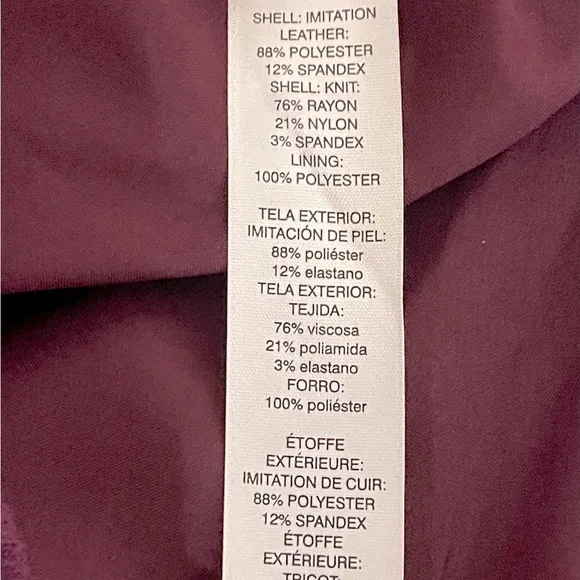 SHELL: IMITATION
LEATHER:
88% POLYESTER
12% SPANDEX
SHELL: KNIT:
76% RAYON
21% NYLON
3% SPANDEX
LINING:
100% POLYESTER
TELA EXTERIOR:
IMITACIÓN DE PIEL:
88% poliéster
12% elastano
TELA EXTERIOR:
TEJIDA:
76% viscosa
21% poliamida
3% elastano
FORRO:
100% poliéster
ÉTOFFE
EXTÉRIEURE:
IMITATION DE CUIR:
88% POLYESTER
12% SPANDEX
ÉTOFFE
EXTÉRIEURE:
TRICOT: